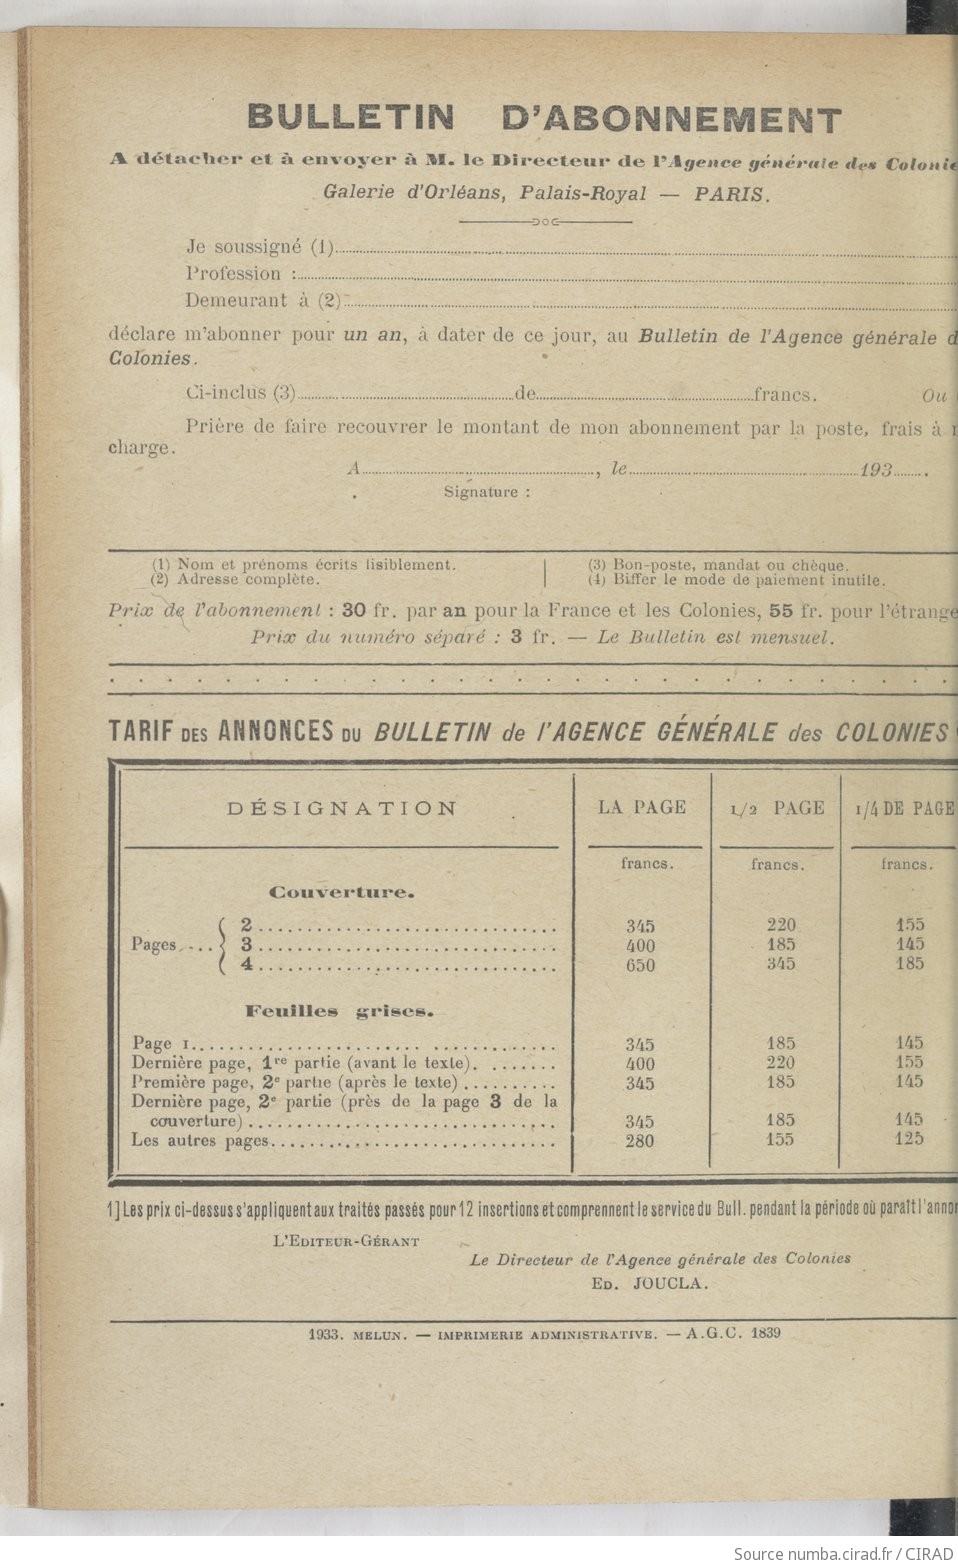 BULLETIN D'ABONNEMENT
A détacher et à envoyer à M. le Directeur de l'Agence générale des Colonie
Galerie d'Orléans, Palais-Royal — PARIS.
Je soussigné (1)
Profession :
Demeurant à (2)
déclare m'abonner pour un an, à dater de ce jour, au Bulletin de l'Agence générale d
Colonies.
Ci-inclus (3) de francs. Ou
Prière de faire recouvrer le montant de mon abonnement par la poste, frais à
charge.
A , le 193 .
Signature :
(1) Nom et prénoms écrits lisiblement.
(2) Adresse complète.
(3) Bon-poste, mandat ou chèque.
(4) Biffer le mode de paiement inutile.
Prix de l'abonnement : 30 fr. par an pour la France et les Colonies, 55 fr. pour l'étrange
Prix du numéro séparé : 3 fr. — Le Bulletin est mensuel.
TARIF DES ANNONCES DU BULLETIN de l'AGENCE GÉNÉRALE des COLONIES
DÉSIGNATION LA PAGE 1/2 PAGE 1/4 DE PAGE
francs. francs. francs.
Couverture.
2 345 220 155
Pages ... 3 400 185 145
4 650 345 185
Feuilles grises.
Page 1 345 185 145
Dernière page, 1re partie (avant le texte). 400 220 155
Première page, 2e partie (après le texte) 345 185 145
Dernière page, 2e partie (près de la page 3 de la
couverture) 345 185 145
Les autres pages 280 155 125
1] Les prix ci-dessus s'appliquent aux traités passés pour 12 insertions et comprennent le service du Bull. pendant la période où paraît l'annon
L'EDITEUR-GÉRANT
Le Directeur de l'Agence générale des Colonies
ED. JOUCLA.
1933. MELUN. — IMPRIMERIE ADMINISTRATIVE. — A.G.C. 1839
Source numba.cirad.fr / CIRAD